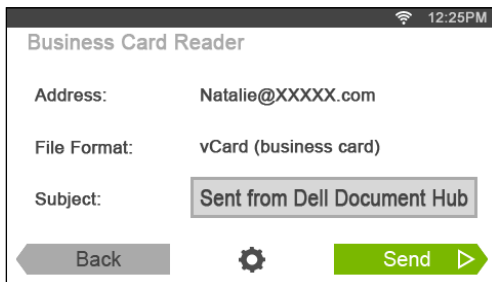 12:25PM
Business Card Reader
Address: Natalie@XXXXX.com
File Format: vCard (business card)
Subject: Sent from Dell Document Hub
Back Send